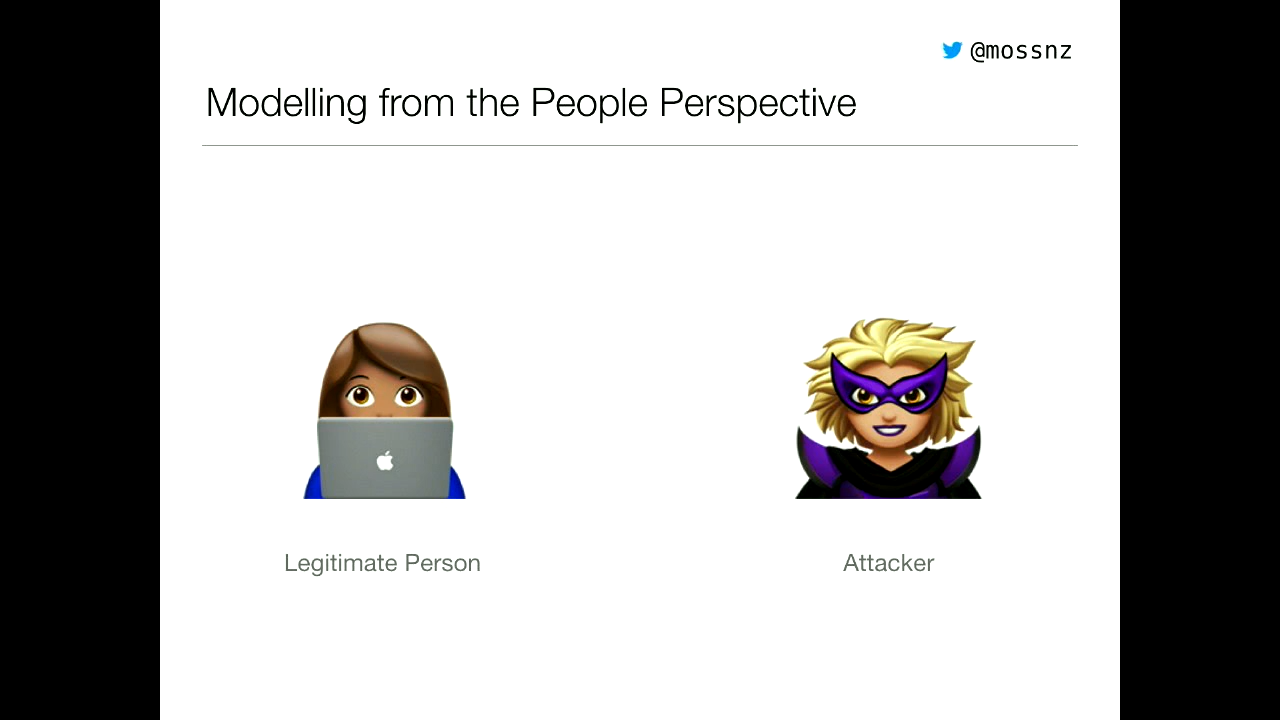 @mossnz
Modelling from the People Perspective
Legitimate Person
Attacker